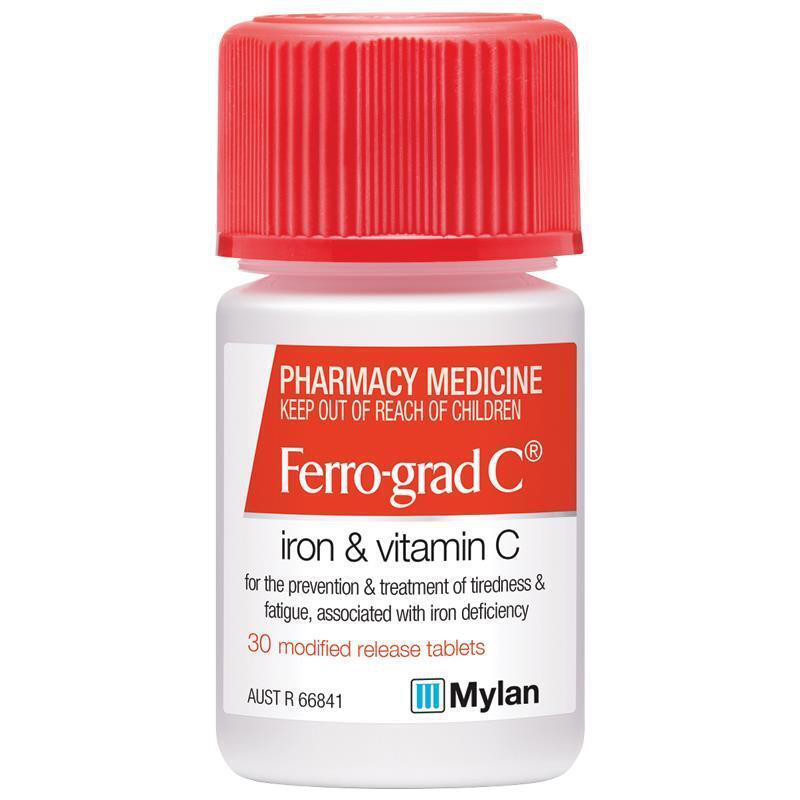 PHARMACY MEDICINE
KEEP OUT OF REACH OF CHILDREN
Ferro-grad C®
iron & vitamin C
for the prevention & treatment of tiredness &
fatigue, associated with iron deficiency
30 modified release tablets
AUST R 66841
Mylan